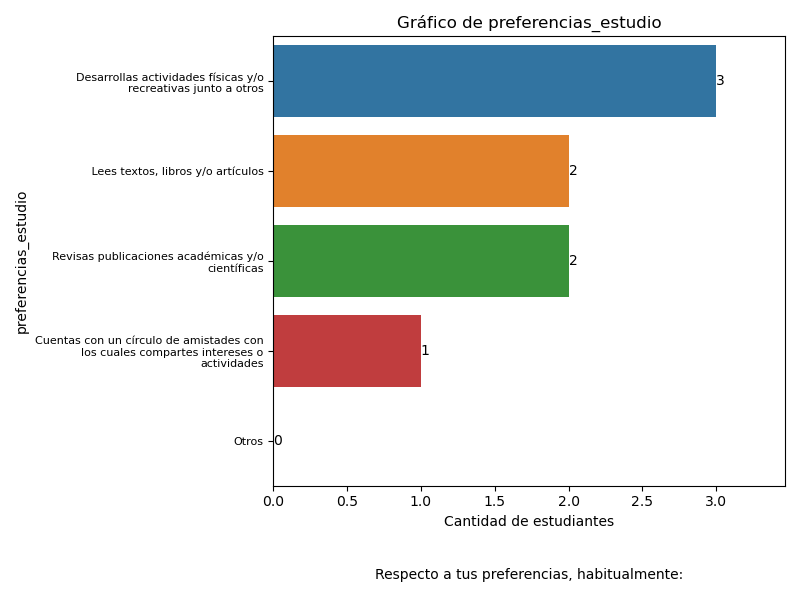 Gráfico de preferencias_estudio
preferencias_estudio
Desarrollas actividades físicas y/o
recreativas junto a otros
3
Lees textos, libros y/o artículos
2
Revisas publicaciones académicas y/o
científicas
2
Cuentas con un círculo de amistades con
los cuales compartes intereses o
actividades
1
Otros
0
0.0 0.5 1.0 1.5 2.0 2.5 3.0
Cantidad de estudiantes
Respecto a tus preferencias, habitualmente: